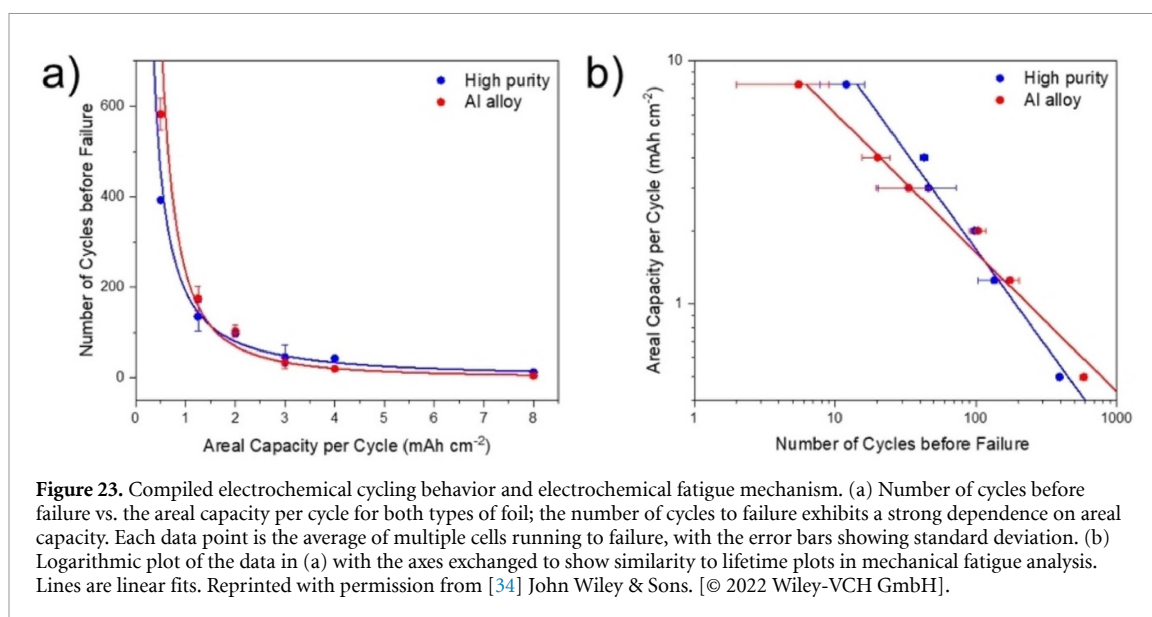 a)
High purity
Al alloy
600
400
200
0
Number of Cycles before Failure
0 1 2 3 4 5 6 7 8
Areal Capacity per Cycle (mAh cm⁻²)
b)
High purity
Al alloy
10
1
Areal Capacity per Cycle (mAh cm⁻²)
1 10 100 1000
Number of Cycles before Failure
Figure 23. Compiled electrochemical cycling behavior and electrochemical fatigue mechanism. (a) Number of cycles before
failure vs. the areal capacity per cycle for both types of foil; the number of cycles to failure exhibits a strong dependence on areal
capacity. Each data point is the average of multiple cells running to failure, with the error bars showing standard deviation. (b)
Logarithmic plot of the data in (a) with the axes exchanged to show similarity to lifetime plots in mechanical fatigue analysis.
Lines are linear fits. Reprinted with permission from [34] John Wiley & Sons. [© 2022 Wiley-VCH GmbH].